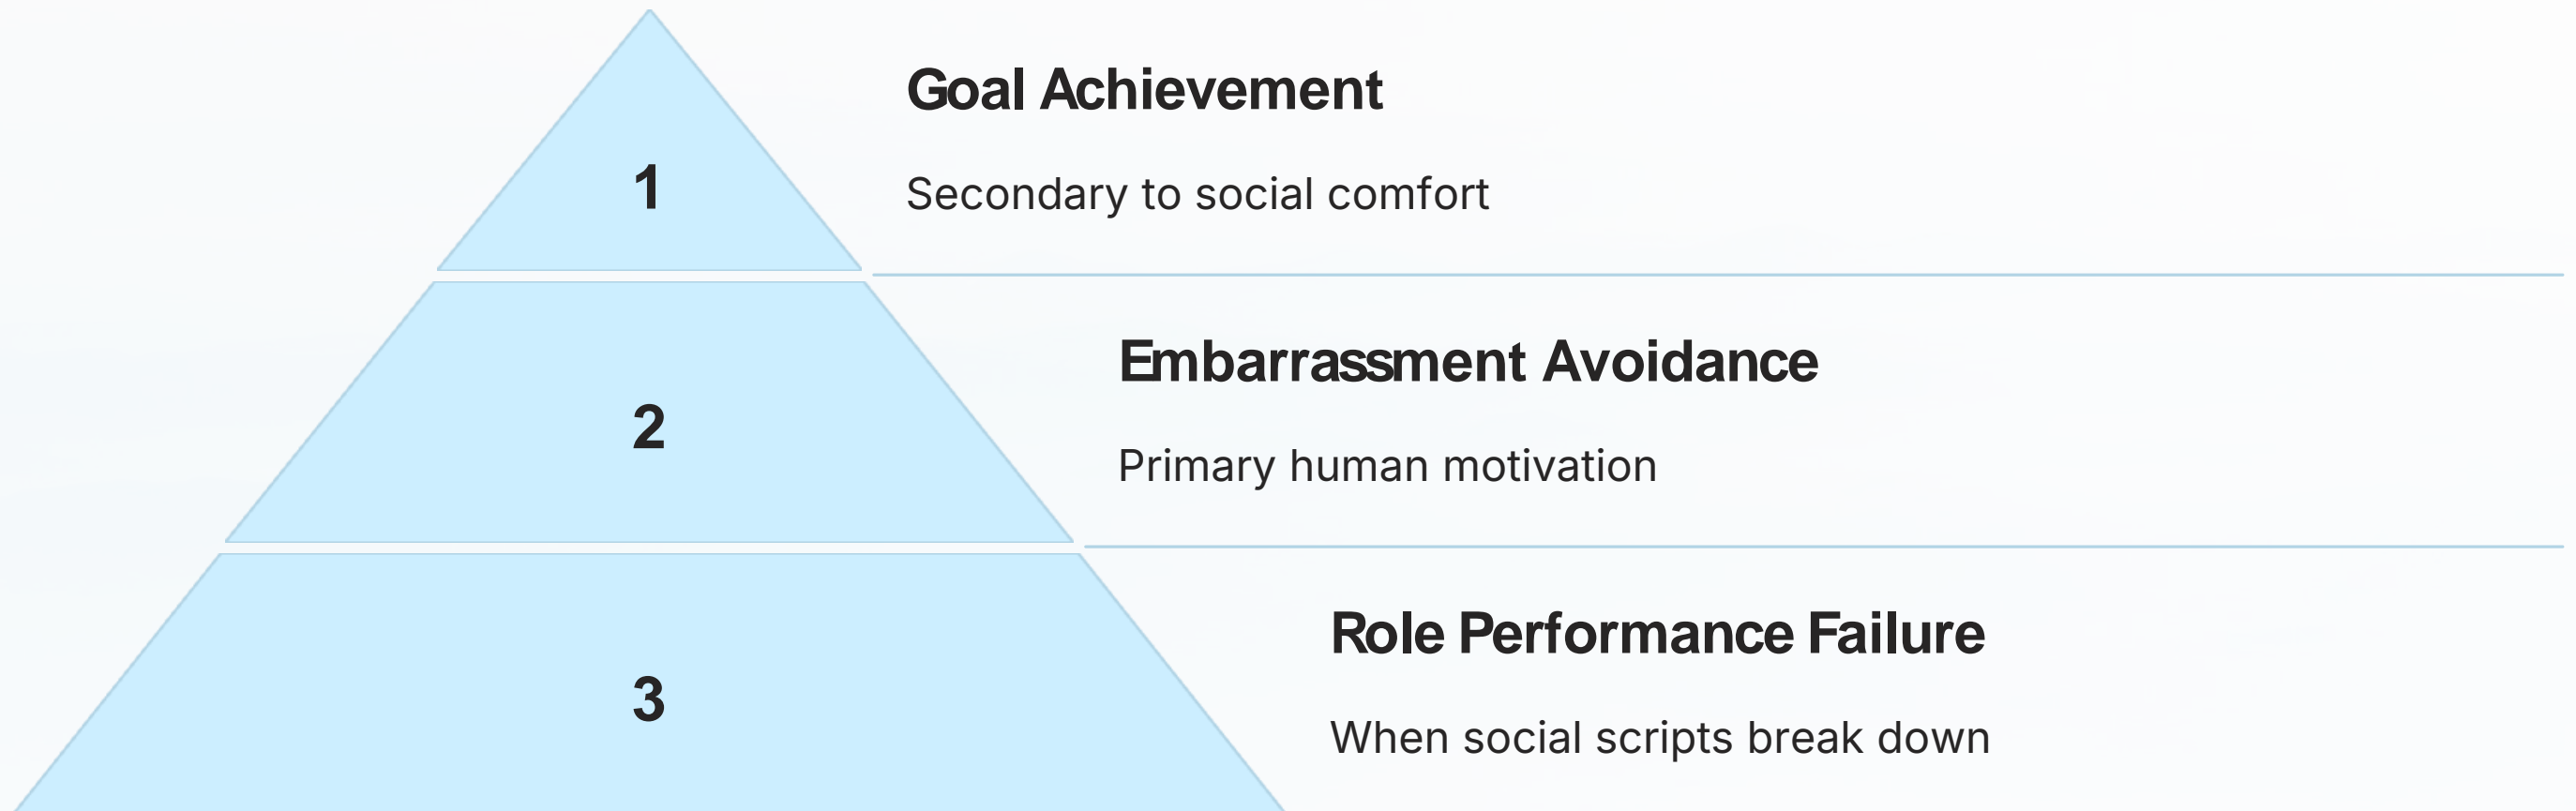 1
Goal Achievement
Secondary to social comfort
2
Embarrassment Avoidance
Primary human motivation
3
Role Performance Failure
When social scripts break down